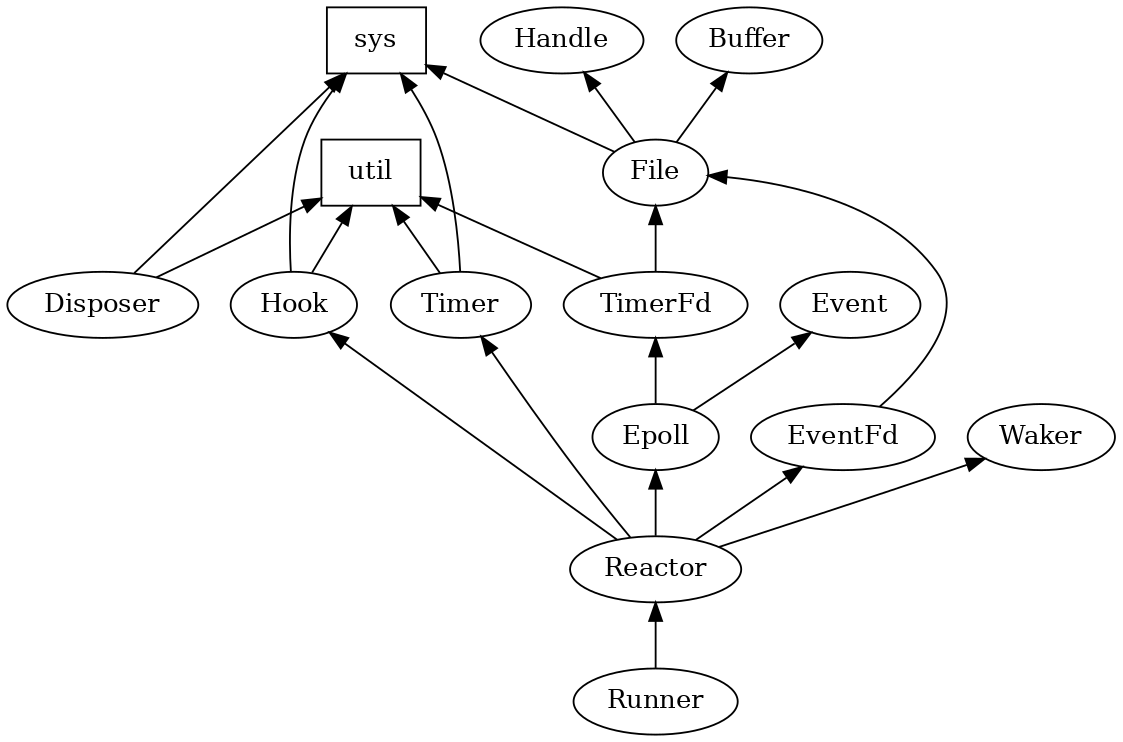 sys
Handle
Buffer
util
File
Disposer
Hook
Timer
TimerFd
Event
Epoll
EventFd
Waker
Reactor
Runner